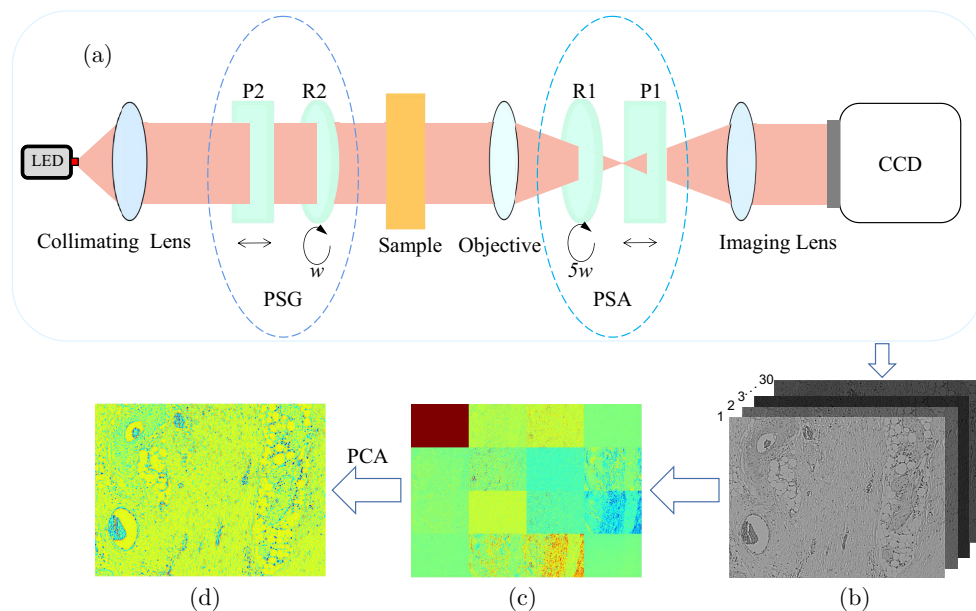 (a)
P2 R2 R1 P1
LED
CCD
Collimating Lens
Sample
Objective
Imaging Lens
w
5w
PSG
PSA
1 2 3 ... 30
PCA
(d)
(c)
(b)